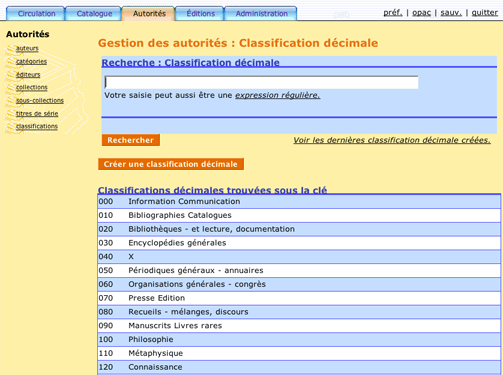 Circulation Catalogue Autorités Éditions Administration préf. | opac | sauv. | quitter
Autorités
auteurs
catégories
éditeurs
collections
sous-collections
titres de série
classifications
Gestion des autorités : Classification décimale
Recherche : Classification décimale
Votre saisie peut aussi être une expression régulière.
Rechercher Voir les dernières classification décimale créées.
Créer une classification décimale
Classifications décimales trouvées sous la clé
000 Information Communication
010 Bibliographies Catalogues
020 Bibliothèques - et lecture, documentation
030 Encyclopédies générales
040 X
050 Périodiques généraux - annuaires
060 Organisations générales - congrès
070 Presse Edition
080 Recueils - mélanges, discours
090 Manuscrits Livres rares
100 Philosophie
110 Métaphysique
120 Connaissance